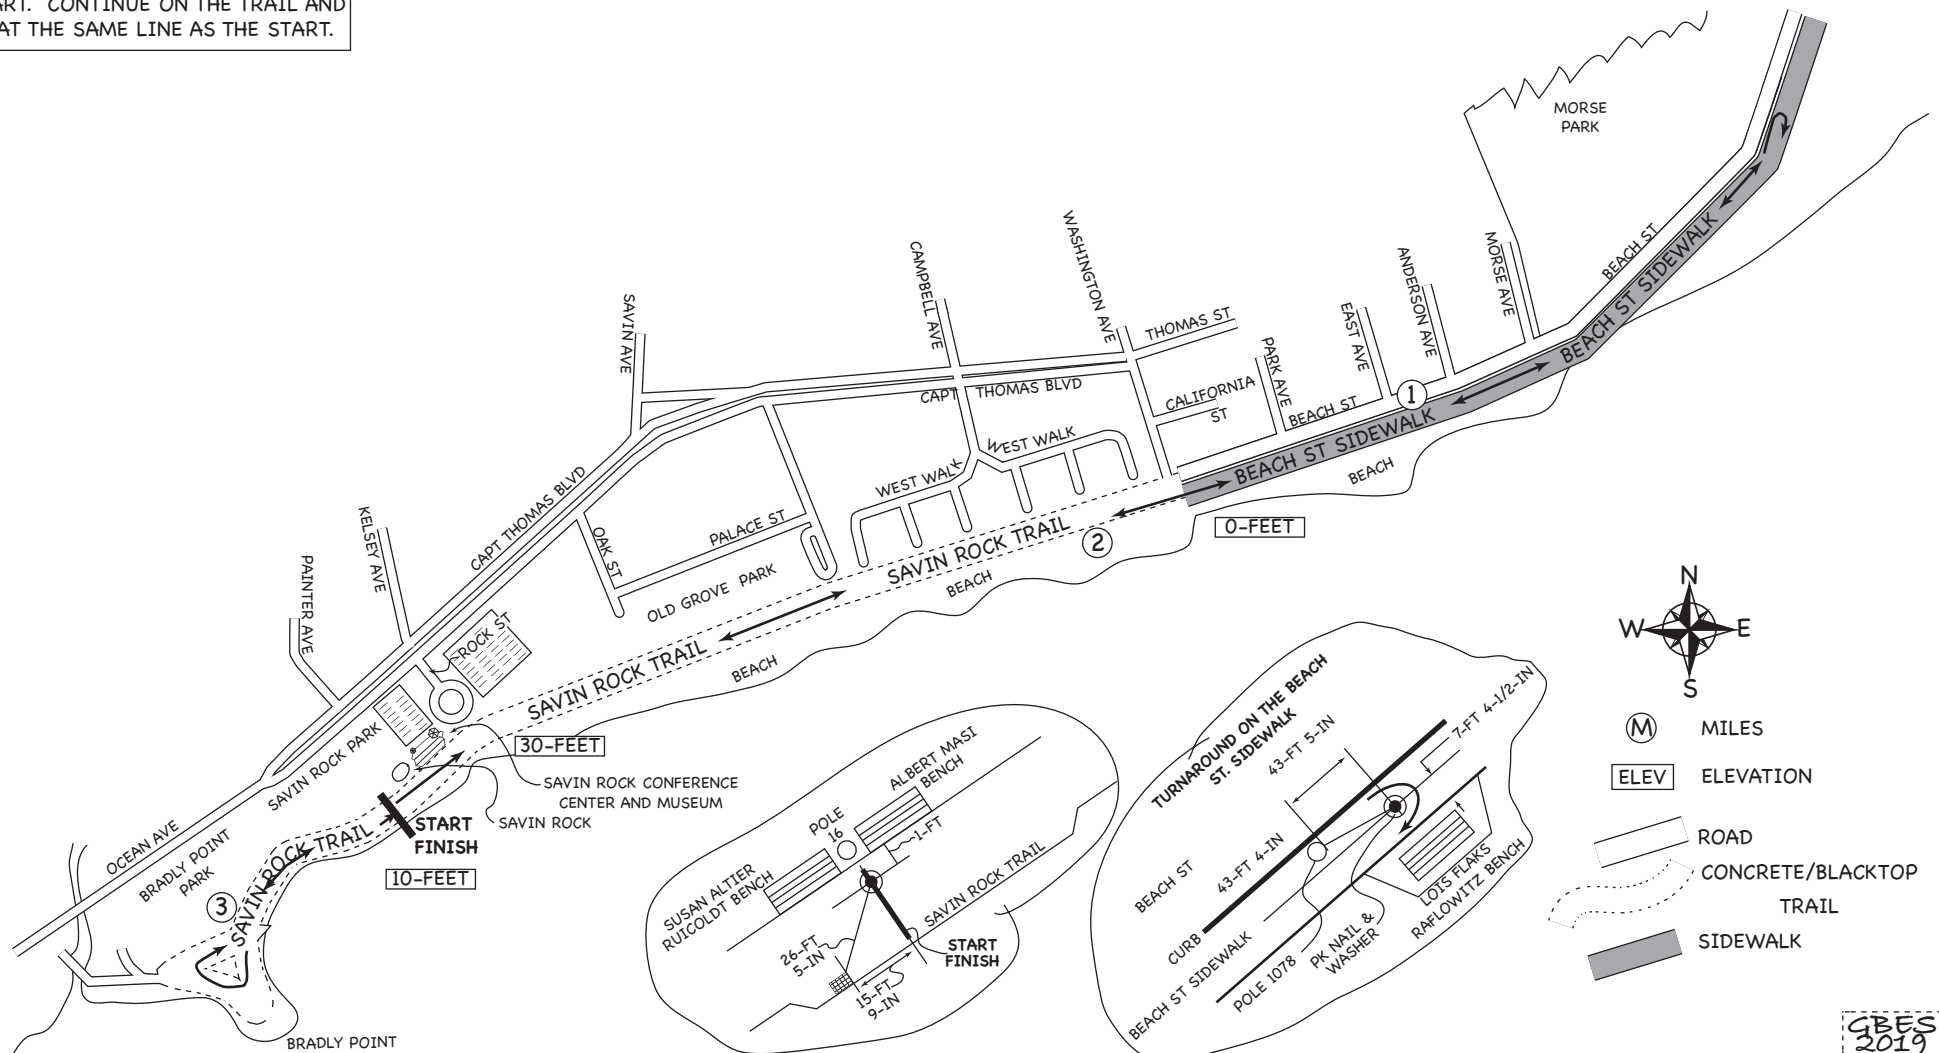 ART. CONTINUE ON THE TRAIL AND
AT THE SAME LINE AS THE START.
MORSE
PARK
BEACH ST
BEACH ST SIDEWALK
MORSE AVE
ANDERSON AVE
EAST AVE
PARK AVE
BEACH ST
1
BEACH ST SIDEWALK
BEACH
THOMAS ST
CALIFORNIA
ST
WASHINGTON AVE
CAMPBELL AVE
CAPT THOMAS BLVD
WEST WALK
WEST WALK
SAVIN AVE
CAPT THOMAS BLVD
OAK ST
PALACE ST
OLD GROVE PARK
SAVIN ROCK TRAIL
2
0-FEET
BEACH
SAVIN ROCK TRAIL
BEACH
KELSEY AVE
PAINTER AVE
ROCK ST
SAVIN ROCK PARK
30-FEET
SAVIN ROCK CONFERENCE
CENTER AND MUSEUM
SAVIN ROCK
START
FINISH
10-FEET
OCEAN AVE
BRADLY POINT
PARK
SAVIN ROCK TRAIL
3
BRADLY POINT
ALBERT MASI
BENCH
POLE
16
1-FT
SUSAN ALTIER
RUICOLDT BENCH
SAVIN ROCK TRAIL
START
FINISH
26-FT
5-IN
15-FT
9-IN
TURNAROUND ON THE BEACH
ST. SIDEWALK
43-FT 5-IN
7-FT 4-1/2-IN
43-FT 4-IN
BEACH ST
CURB
BEACH ST SIDEWALK
POLE 1078
PK NAIL &
WASHER
LOIS FLAKS
RAFLOWITZ BENCH
N
W
E
S
M MILES
ELEV ELEVATION
ROAD
CONCRETE/BLACKTOP
TRAIL
SIDEWALK
GBES
2019